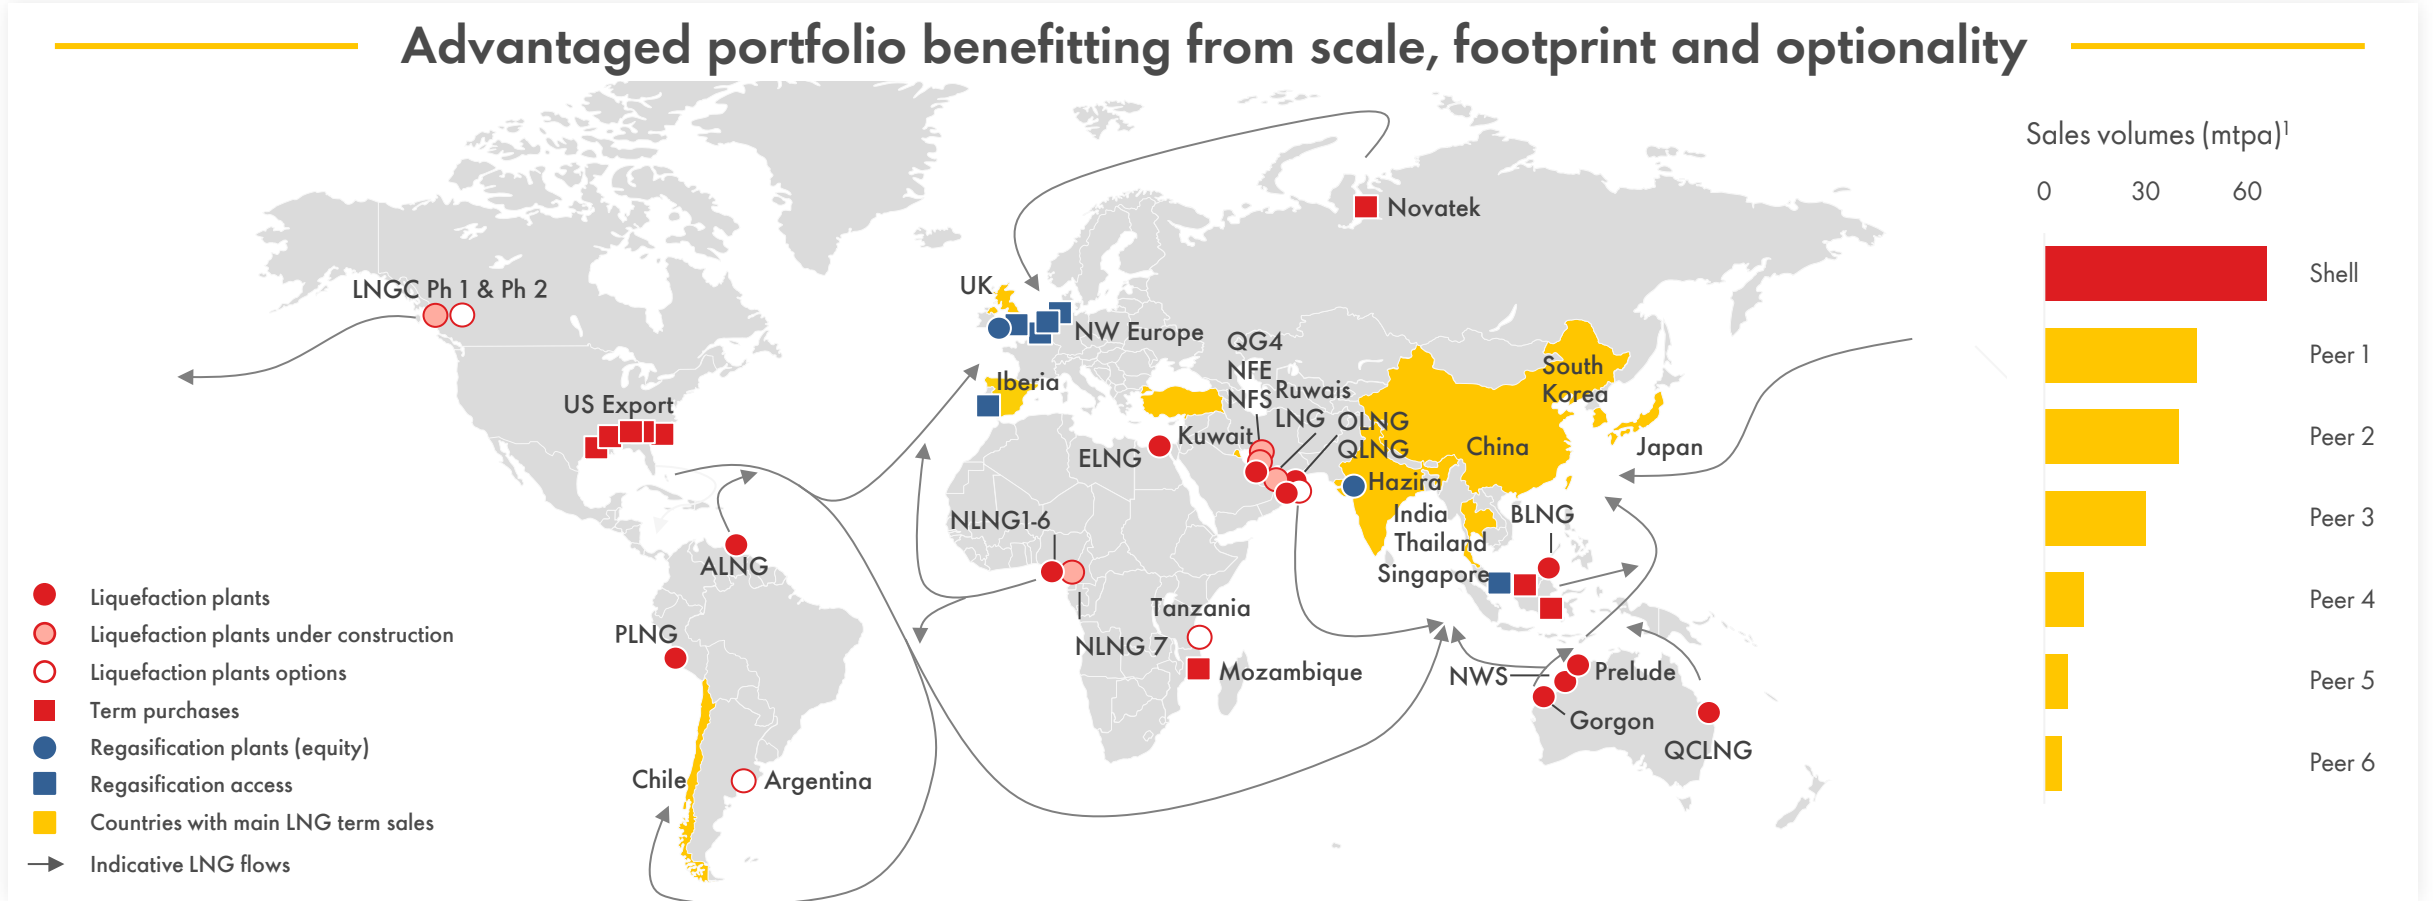 Advantaged portfolio benefitting from scale, footprint and optionality
Novatek
LNGC Ph 1 & Ph 2
UK
NW Europe
Iberia
US Export
QG4
NFE
NFS
Ruwais
LNG
OLNG
QLNG
Kuwait
ELNG
South
Korea
China
Japan
Hazira
India
Thailand
Singapore
BLNG
NLNG1-6
ALNG
NLNG 7
Tanzania
Mozambique
PLNG
NWS
Prelude
Gorgon
QCLNG
Chile
Argentina
Liquefaction plants
Liquefaction plants under construction
Liquefaction plants options
Term purchases
Regasification plants (equity)
Regasification access
Countries with main LNG term sales
Indicative LNG flows
Sales volumes (mtpa)¹
0 30 60
Shell
Peer 1
Peer 2
Peer 3
Peer 4
Peer 5
Peer 6